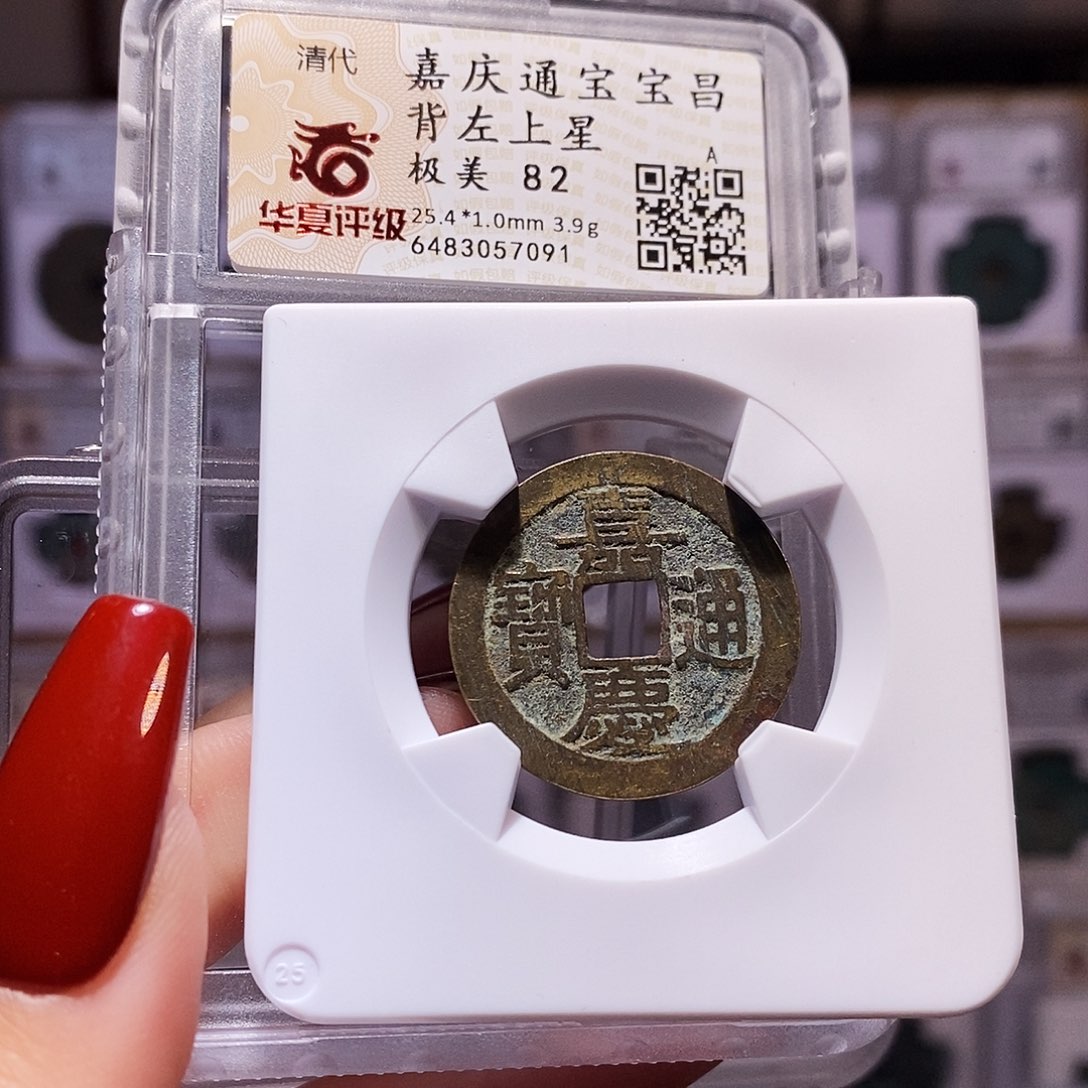 清代
华夏评级
嘉庆通宝宝昌
背左上星
极美 82
25.4*1.0mm 3.9g
6483057091
A
嘉
寶 通
慶
25